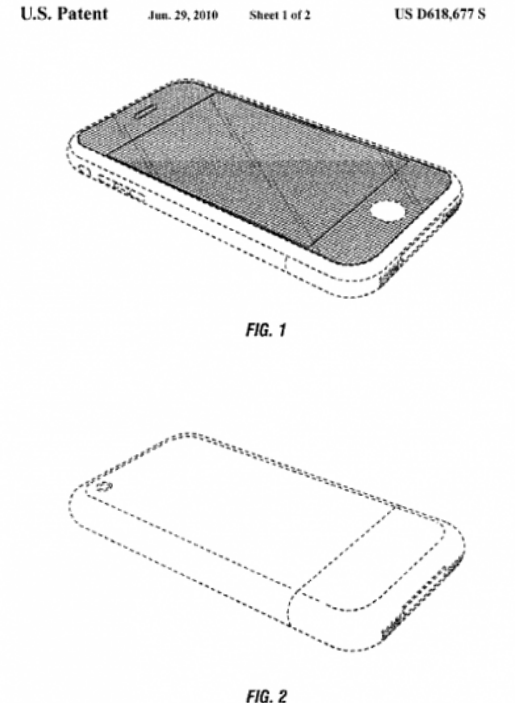 U.S. Patent Jun. 29, 2010 Sheet 1 of 2 US D618,677 S
FIG. 1
FIG. 2